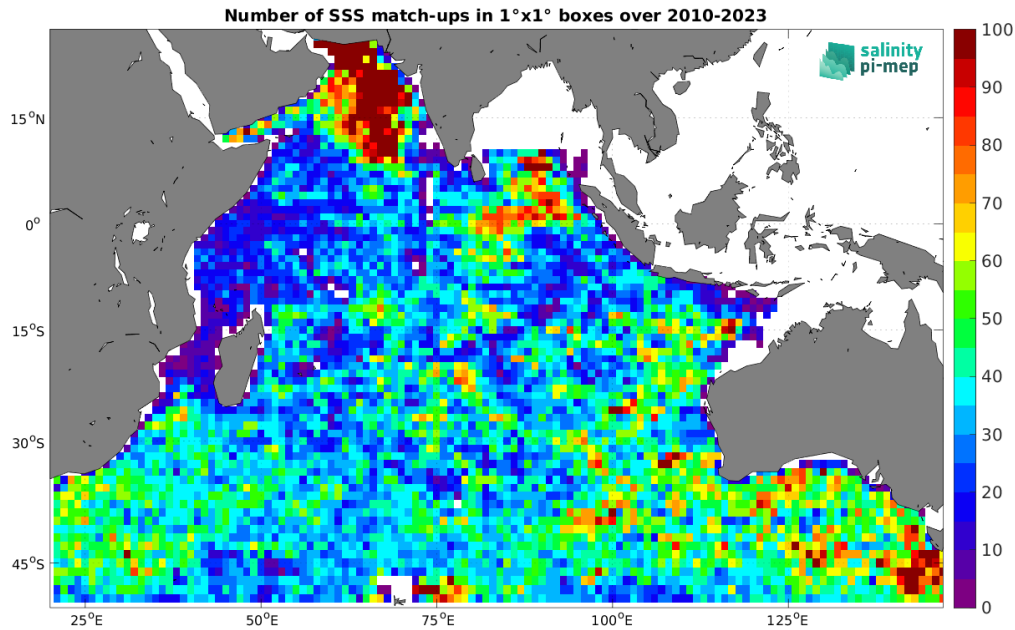 Number of SSS match-ups in 1°x1° boxes over 2010-2023
salinity
pi-mep
100
90
80
70
60
50
40
30
20
10
0
15°N
0°
15°S
30°S
45°S
25°E
50°E
75°E
100°E
125°E